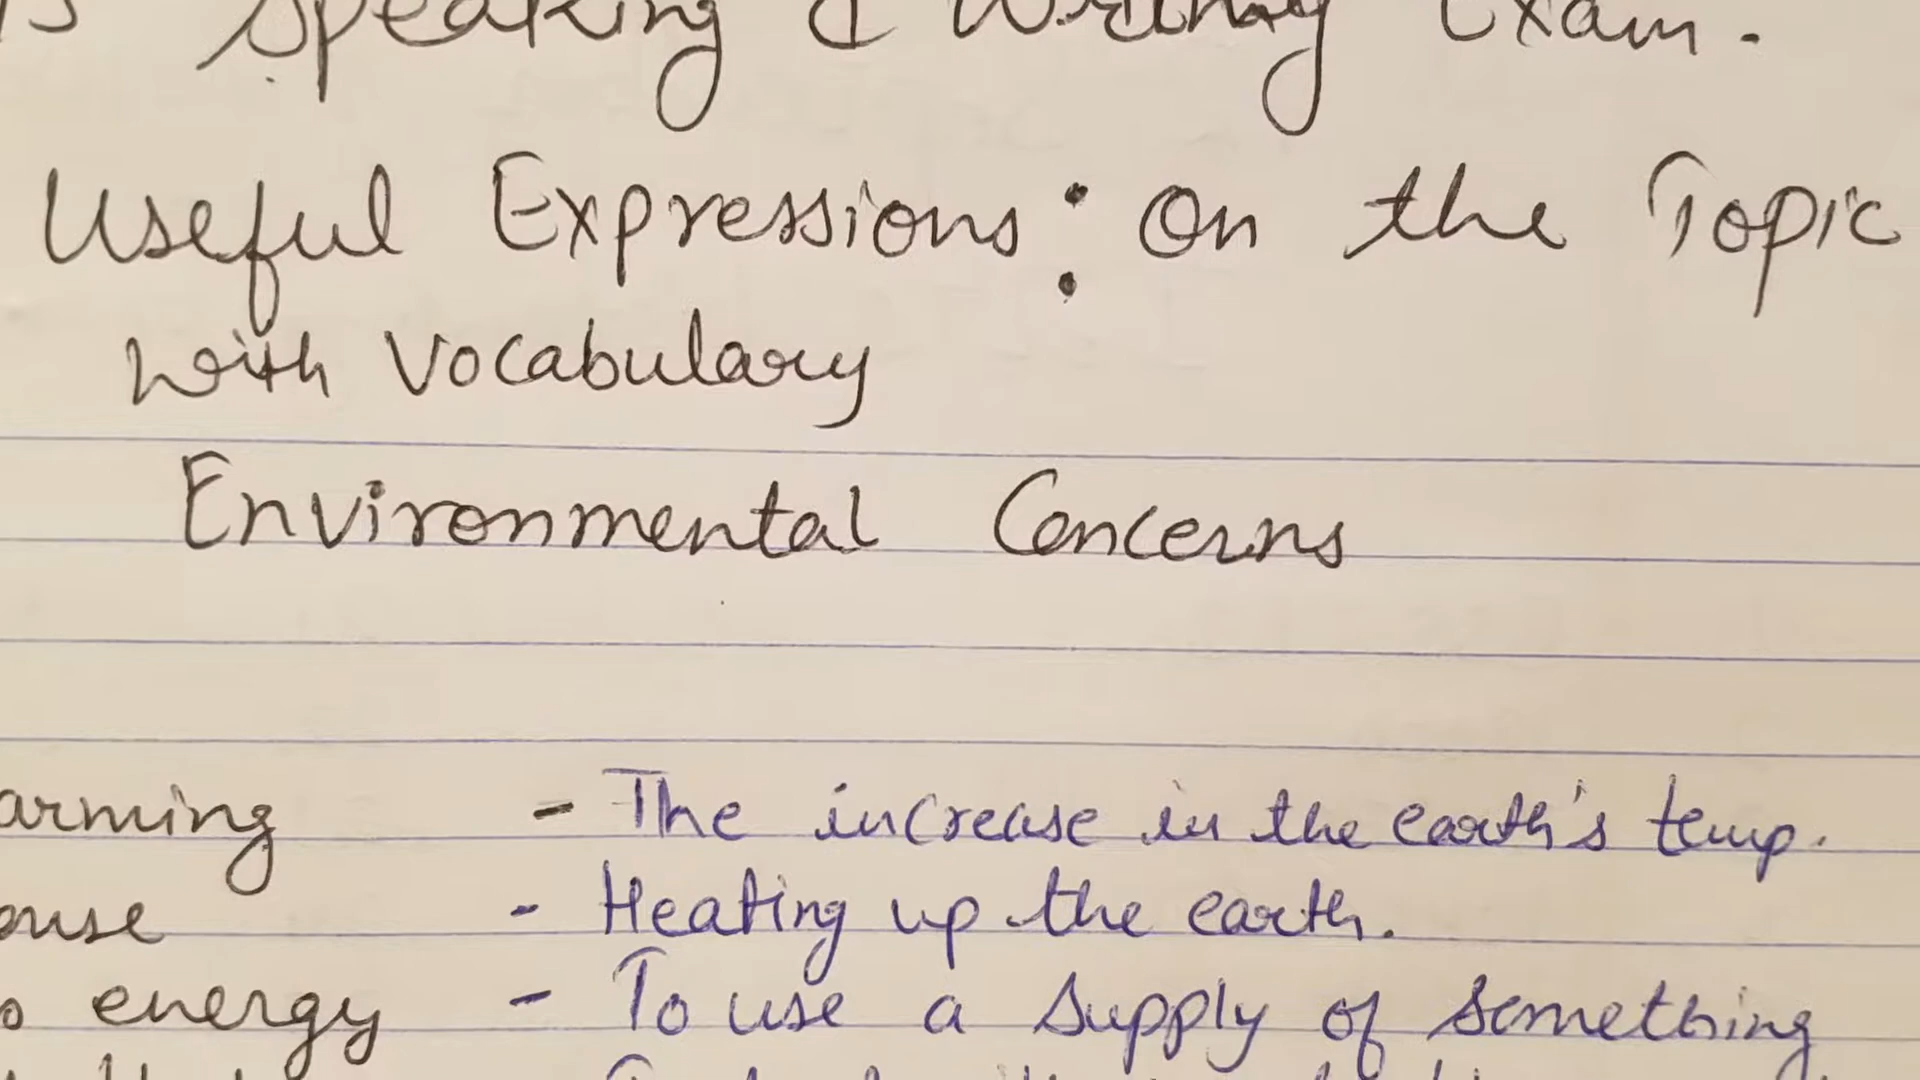 Speaking & Writing Exam.
Useful Expressions: On the Topic
with Vocabulary
Environmental Concerns
arming - The increase in the earth's temp.
ouse - Heating up the earth.
energy - To use a supply of something